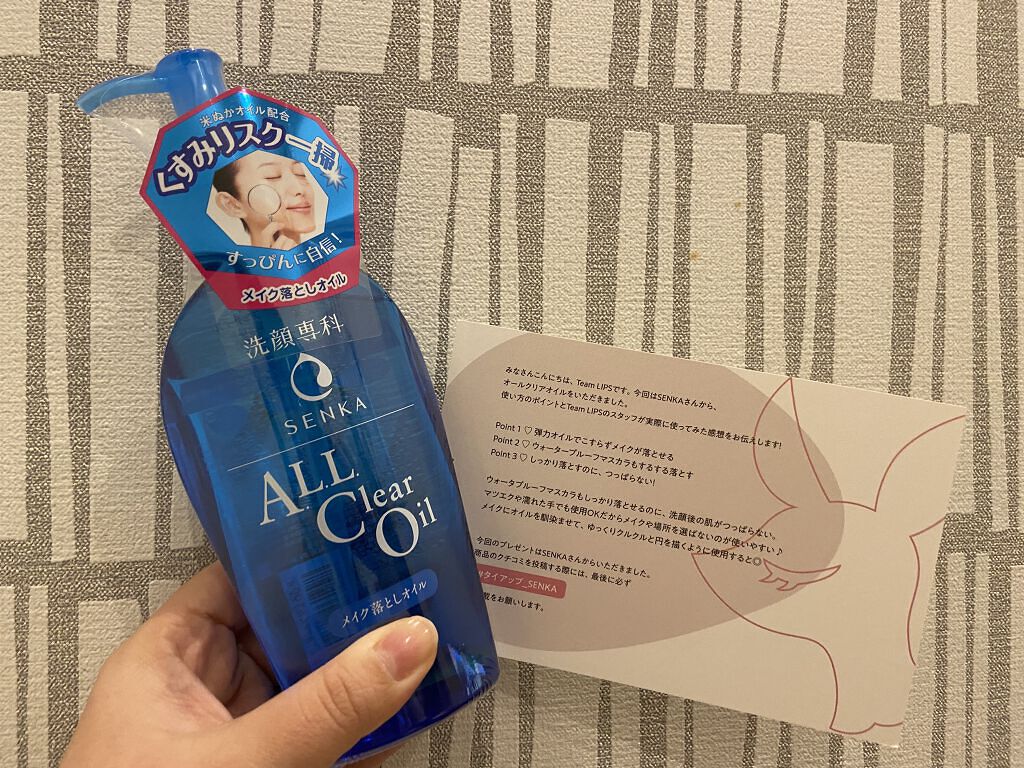 米ぬかオイル配合
くすみリスク一掃
すっぴんに自信!
メイク落としオイル
洗顔専科
SENKA
A.L.L.
Clear
Oil
メイク落としオイル
みなさんこんにちは、Team LIPSです。今回はSENKAさんから、
オールクリアオイルをいただきました。
使い方のポイントとTeam LIPSのスタッフが実際に使ってみた感想をお伝えします!
Point 1 ♡ 弾力オイルでこすらずメイクが落とせる
Point 2 ♡ ウォータープルーフマスカラもするする落とす
Point 3 ♡ しっかり落とすのに、つっぱらない!
ウォータプルーフマスカラもしっかり落とせるのに、洗顔後の肌がつっぱらない。
マツエクや濡れた手でも使用OKだからメイクや場所を選ばないのが使いやすい♪
メイクにオイルを馴染ませて、ゆっくりクルクルと円を描くように使用すると◎
今回のプレゼントはSENKAさんからいただきました。
商品のクチコミを投稿する際には、最後に必ず
#タイアップ_SENKA
載をお願いします。